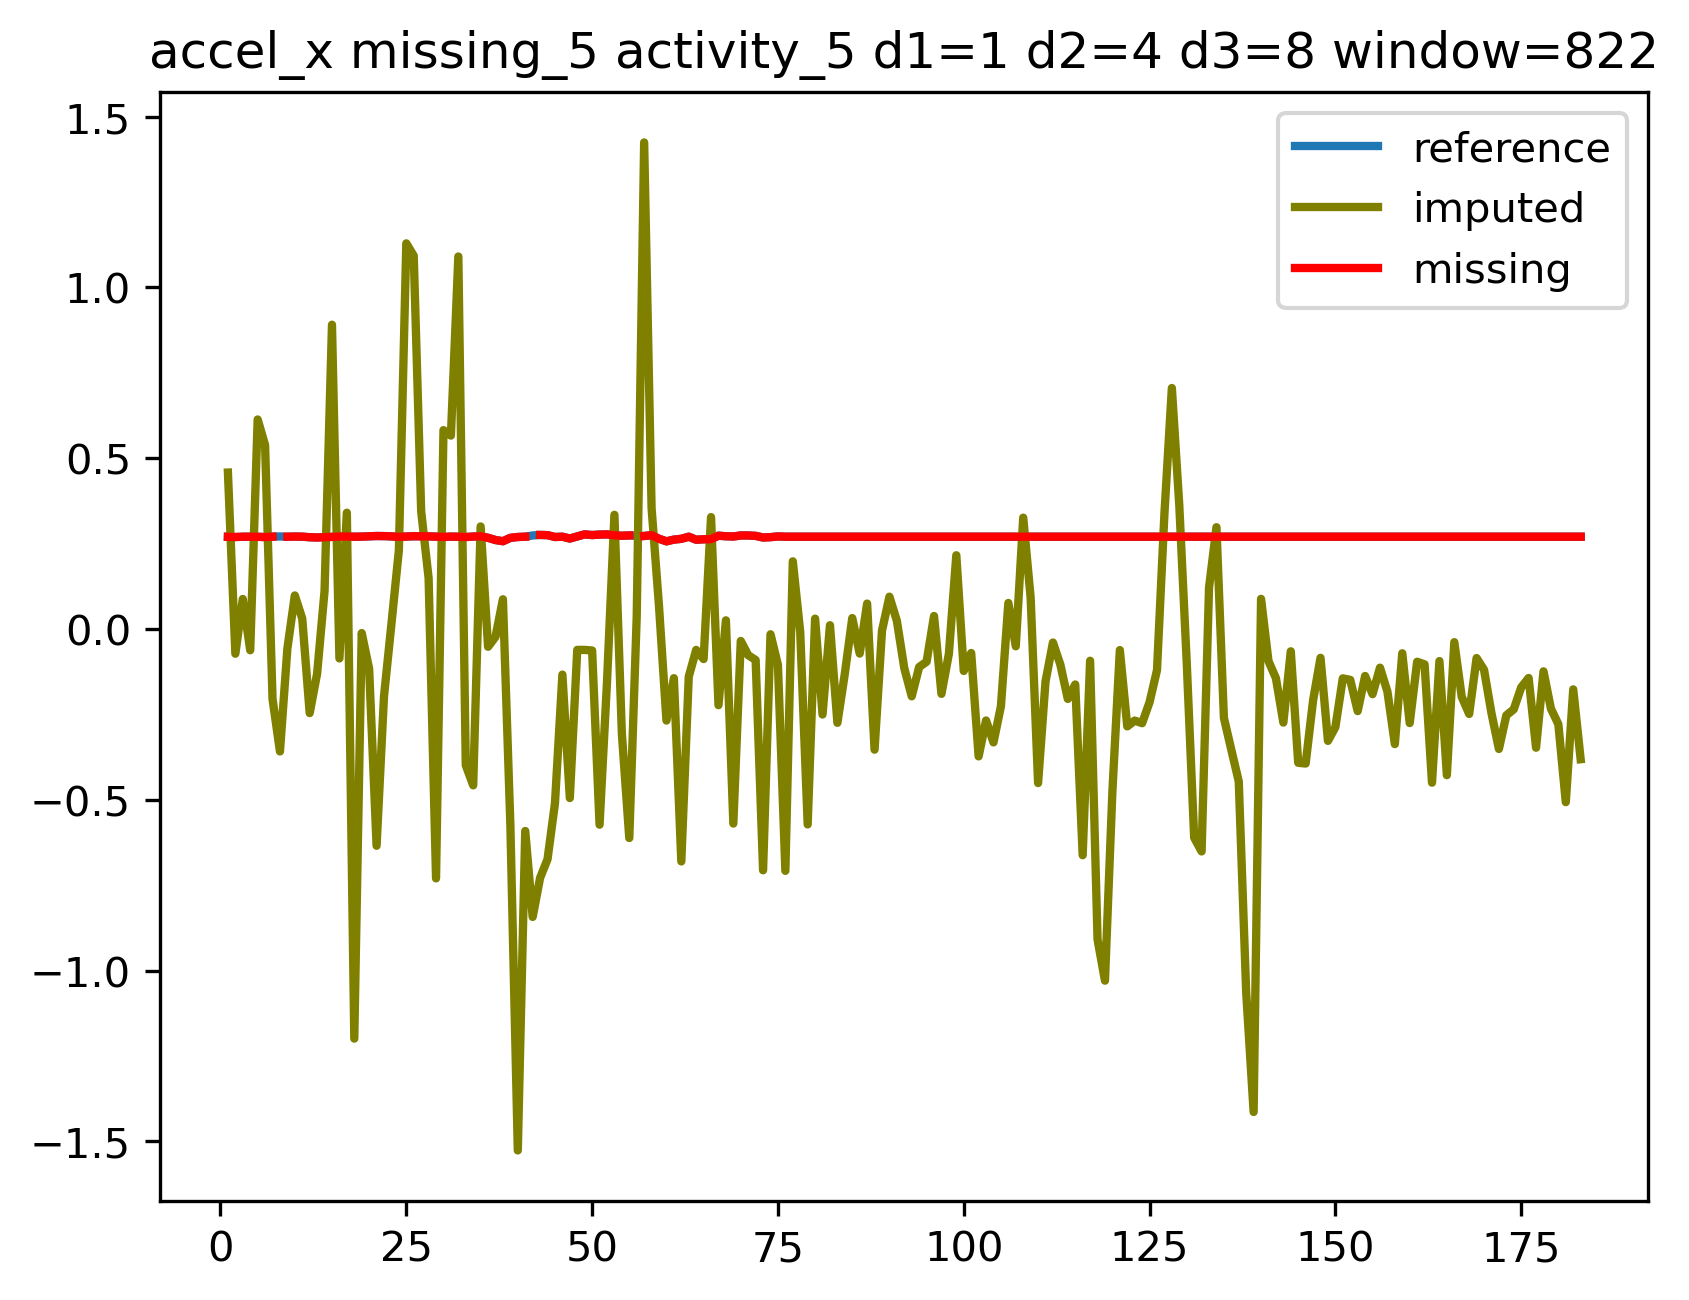 accel_x missing_5 activity_5 d1=1 d2=4 d3=8 window=822
1.5
1.0
0.5
0.0
−0.5
−1.0
−1.5
reference
imputed
missing
0 25 50 75 100 125 150 175